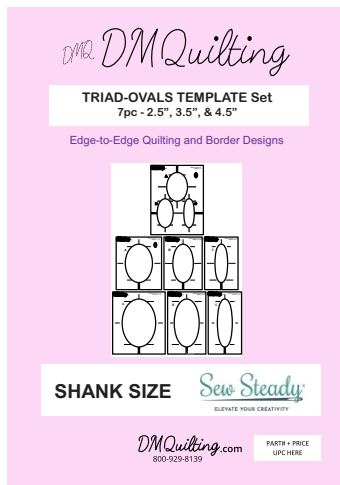 DMQ DMQuilting
TRIAD-OVALS TEMPLATE Set
7pc - 2.5”, 3.5”, & 4.5”
Edge-to-Edge Quilting and Border Designs
SHANK SIZE
Sew Steady
ELEVATE YOUR CREATIVITY
DMQuilting.com
800-929-8139
PART# + PRICE
UPC HERE